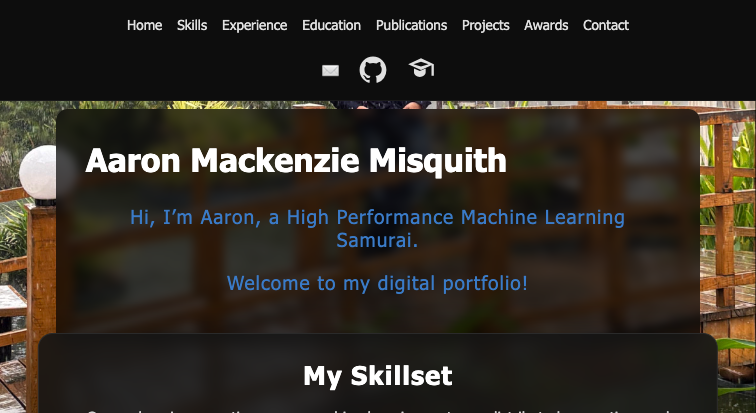 Home Skills Experience Education Publications Projects Awards Contact
Aaron Mackenzie Misquith
Hi, I'm Aaron, a High Performance Machine Learning
Samurai.
Welcome to my digital portfolio!
My Skillset